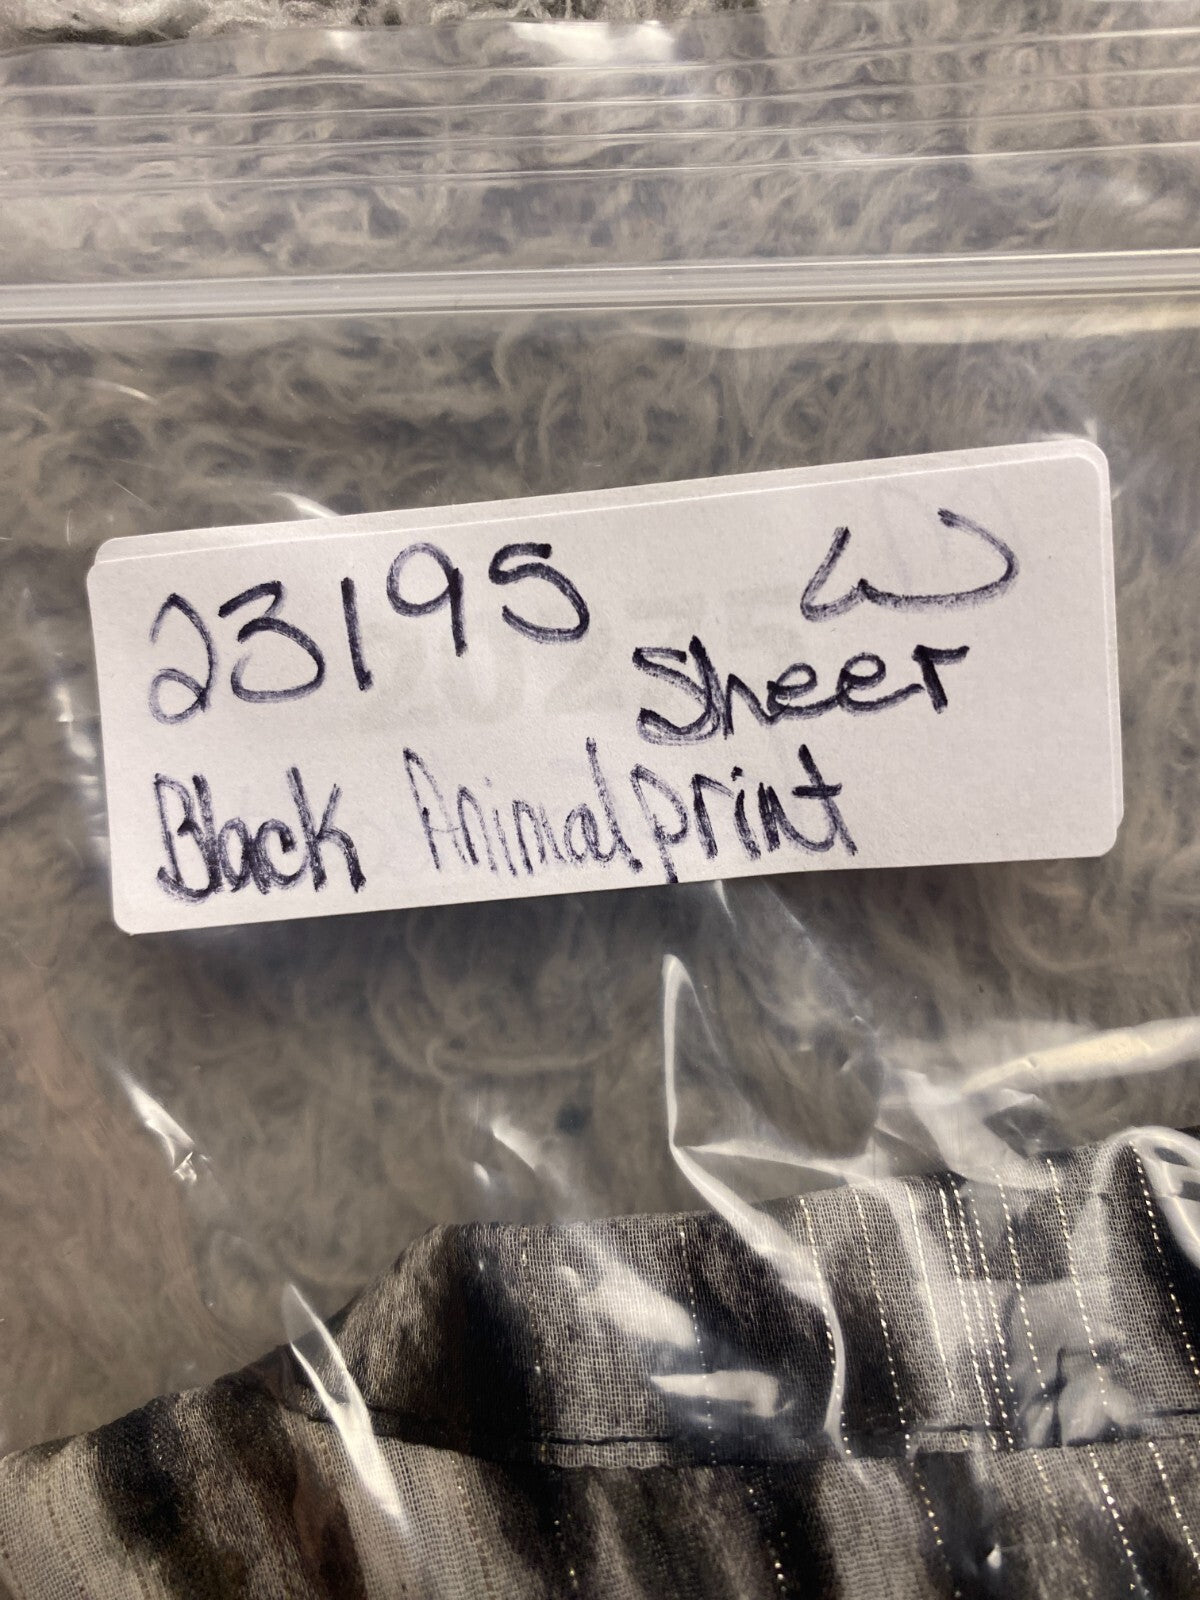 23195 W
Sheer
Black Animal print